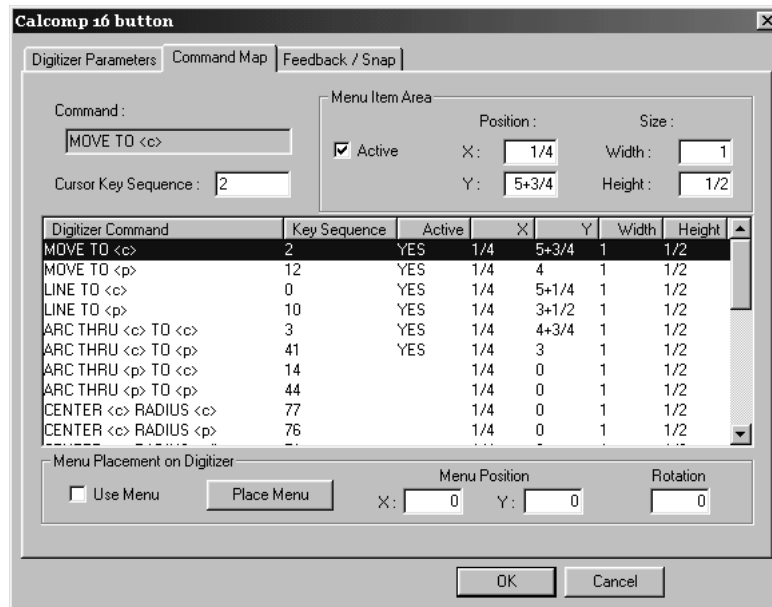 Calcomp 16 button
Digitizer Parameters Command Map Feedback / Snap
Command :
MOVE TO <c>
Cursor Key Sequence : 2
Menu Item Area
Position : Size :
Active X : 1/4 Width : 1
Y : 5+3/4 Height : 1/2
Digitizer Command Key Sequence Active X Y Width Height
MOVE TO <c> 2 YES 1/4 5+3/4 1 1/2
MOVE TO <p> 12 YES 1/4 4 1 1/2
LINE TO <c> 0 YES 1/4 5+1/4 1 1/2
LINE TO <p> 10 YES 1/4 3+1/2 1 1/2
ARC THRU <c> TO <c> 3 YES 1/4 4+3/4 1 1/2
ARC THRU <c> TO <p> 41 YES 1/4 3 1 1/2
ARC THRU <p> TO <c> 14 1/4 0 1 1/2
ARC THRU <p> TO <p> 44 1/4 0 1 1/2
CENTER <c> RADIUS <c> 77 1/4 0 1 1/2
CENTER <c> RADIUS <p> 76 1/4 0 1 1/2
Menu Placement on Digitizer
Menu Position Rotation
Use Menu Place Menu X : 0 Y : 0 0
OK Cancel